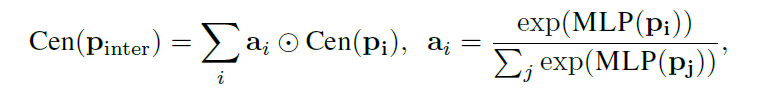 Cen(p_inter) = ∑_i a_i ⊙ Cen(p_i), a_i = exp(MLP(p_i)) / ∑_j exp(MLP(p_j)),